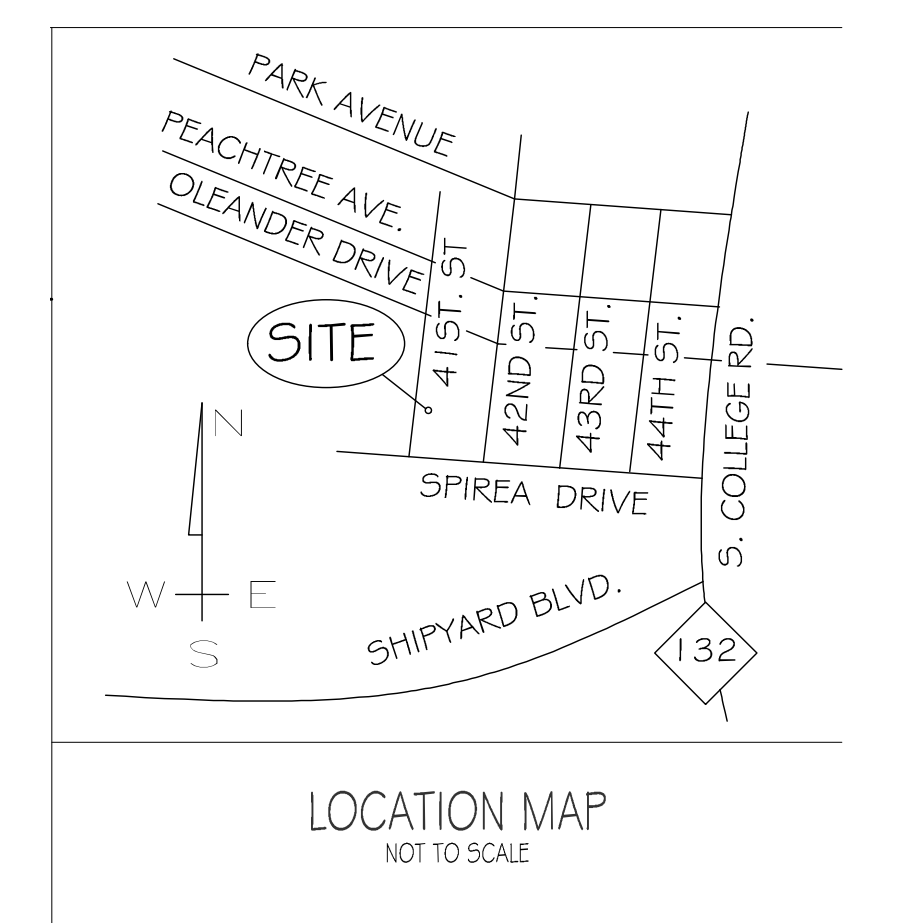 PARK AVENUE
PEACHTREE AVE.
OLEANDER DRIVE
41ST. ST
SITE
42ND ST.
43RD ST.
44TH ST.
S. COLLEGE RD.
N
SPIREA DRIVE
W E
S
SHIPYARD BLVD.
132
LOCATION MAP
NOT TO SCALE